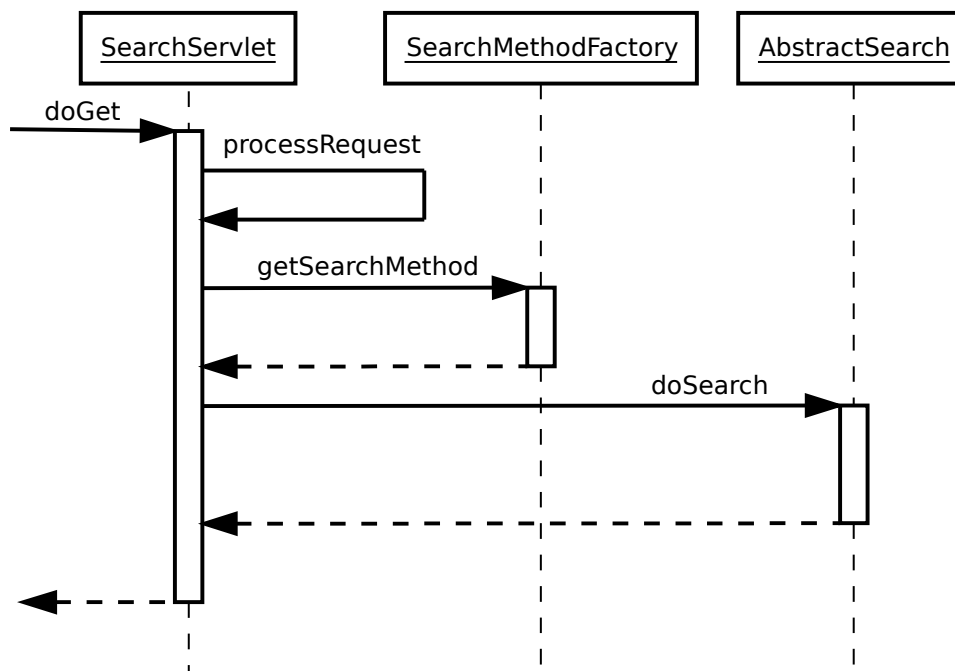 SearchServlet
SearchMethodFactory
AbstractSearch
doGet
processRequest
getSearchMethod
doSearch